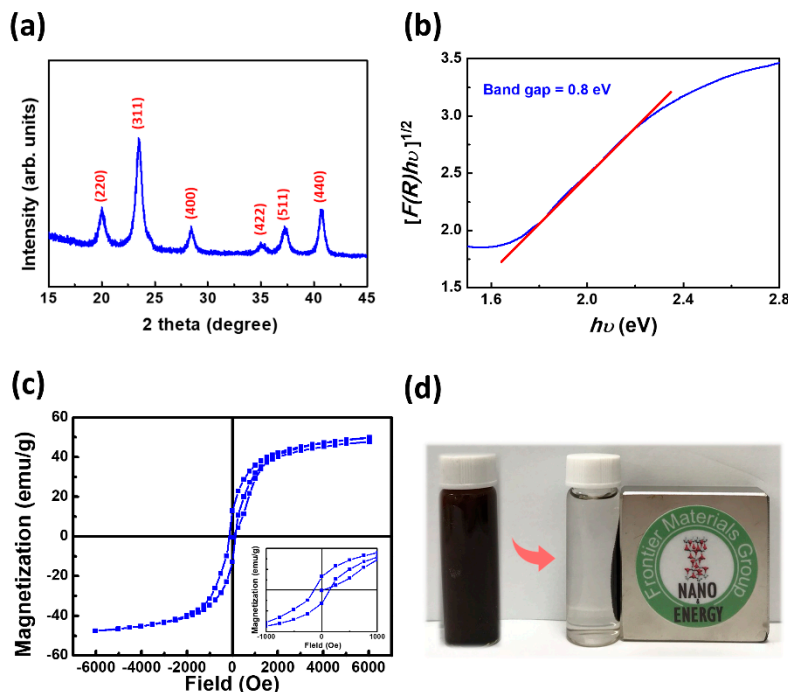 (a)
(220)
(311)
(400)
(422)
(511)
(440)
Intensity (arb. units)
15 20 25 30 35 40 45
2 theta (degree)
(b)
Band gap = 0.8 eV
3.5
3.0
2.5
2.0
1.5
[F(R)hυ]1/2
1.6 2.0 2.4 2.8
hυ (eV)
(c)
60
40
20
0
-20
-40
-60
Magnetization (emu/g)
-6000 -4000 -2000 0 2000 4000 6000
Field (Oe)
Magnetization (emu/g)
-1000 0 1000
Field (Oe)
(d)
Frontier Materials Group
NANO
ENERGY